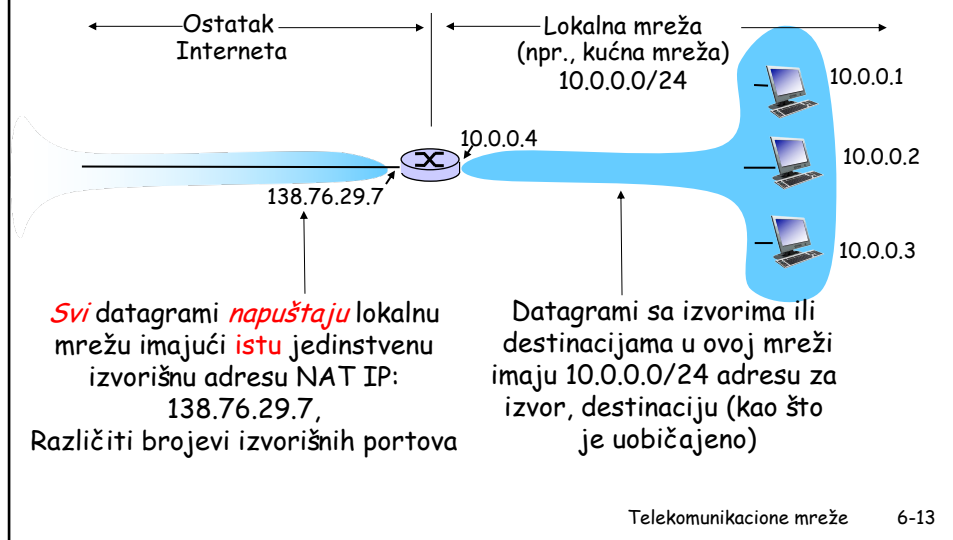 Ostatak
Interneta
Lokalna mreža
(npr., kućna mreža)
10.0.0.0/24
10.0.0.1
10.0.0.4
10.0.0.2
138.76.29.7
10.0.0.3
Svi datagrami napuštaju lokalnu
mrežu imajući istu jedinstvenu
izvorišnu adresu NAT IP:
138.76.29.7,
Različiti brojevi izvorišnih portova
Datagrami sa izvorima ili
destinacijama u ovoj mreži
imaju 10.0.0.0/24 adresu za
izvor, destinaciju (kao što
je uobičajeno)
Telekomunikacione mreže 6-13